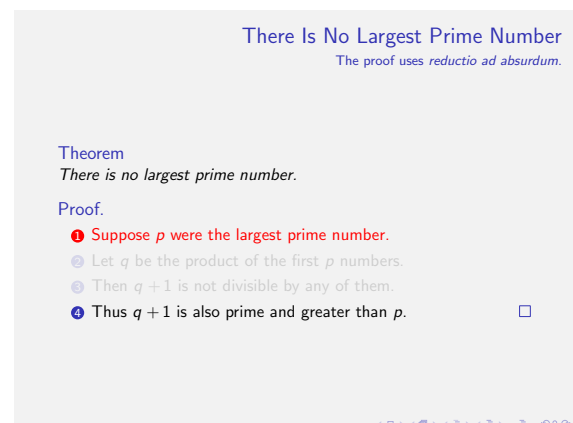 There Is No Largest Prime Number
The proof uses reductio ad absurdum.
Theorem
There is no largest prime number.
Proof.
1 Suppose p were the largest prime number.
2 Let q be the product of the first p numbers.
3 Then q + 1 is not divisible by any of them.
4 Thus q + 1 is also prime and greater than p. □